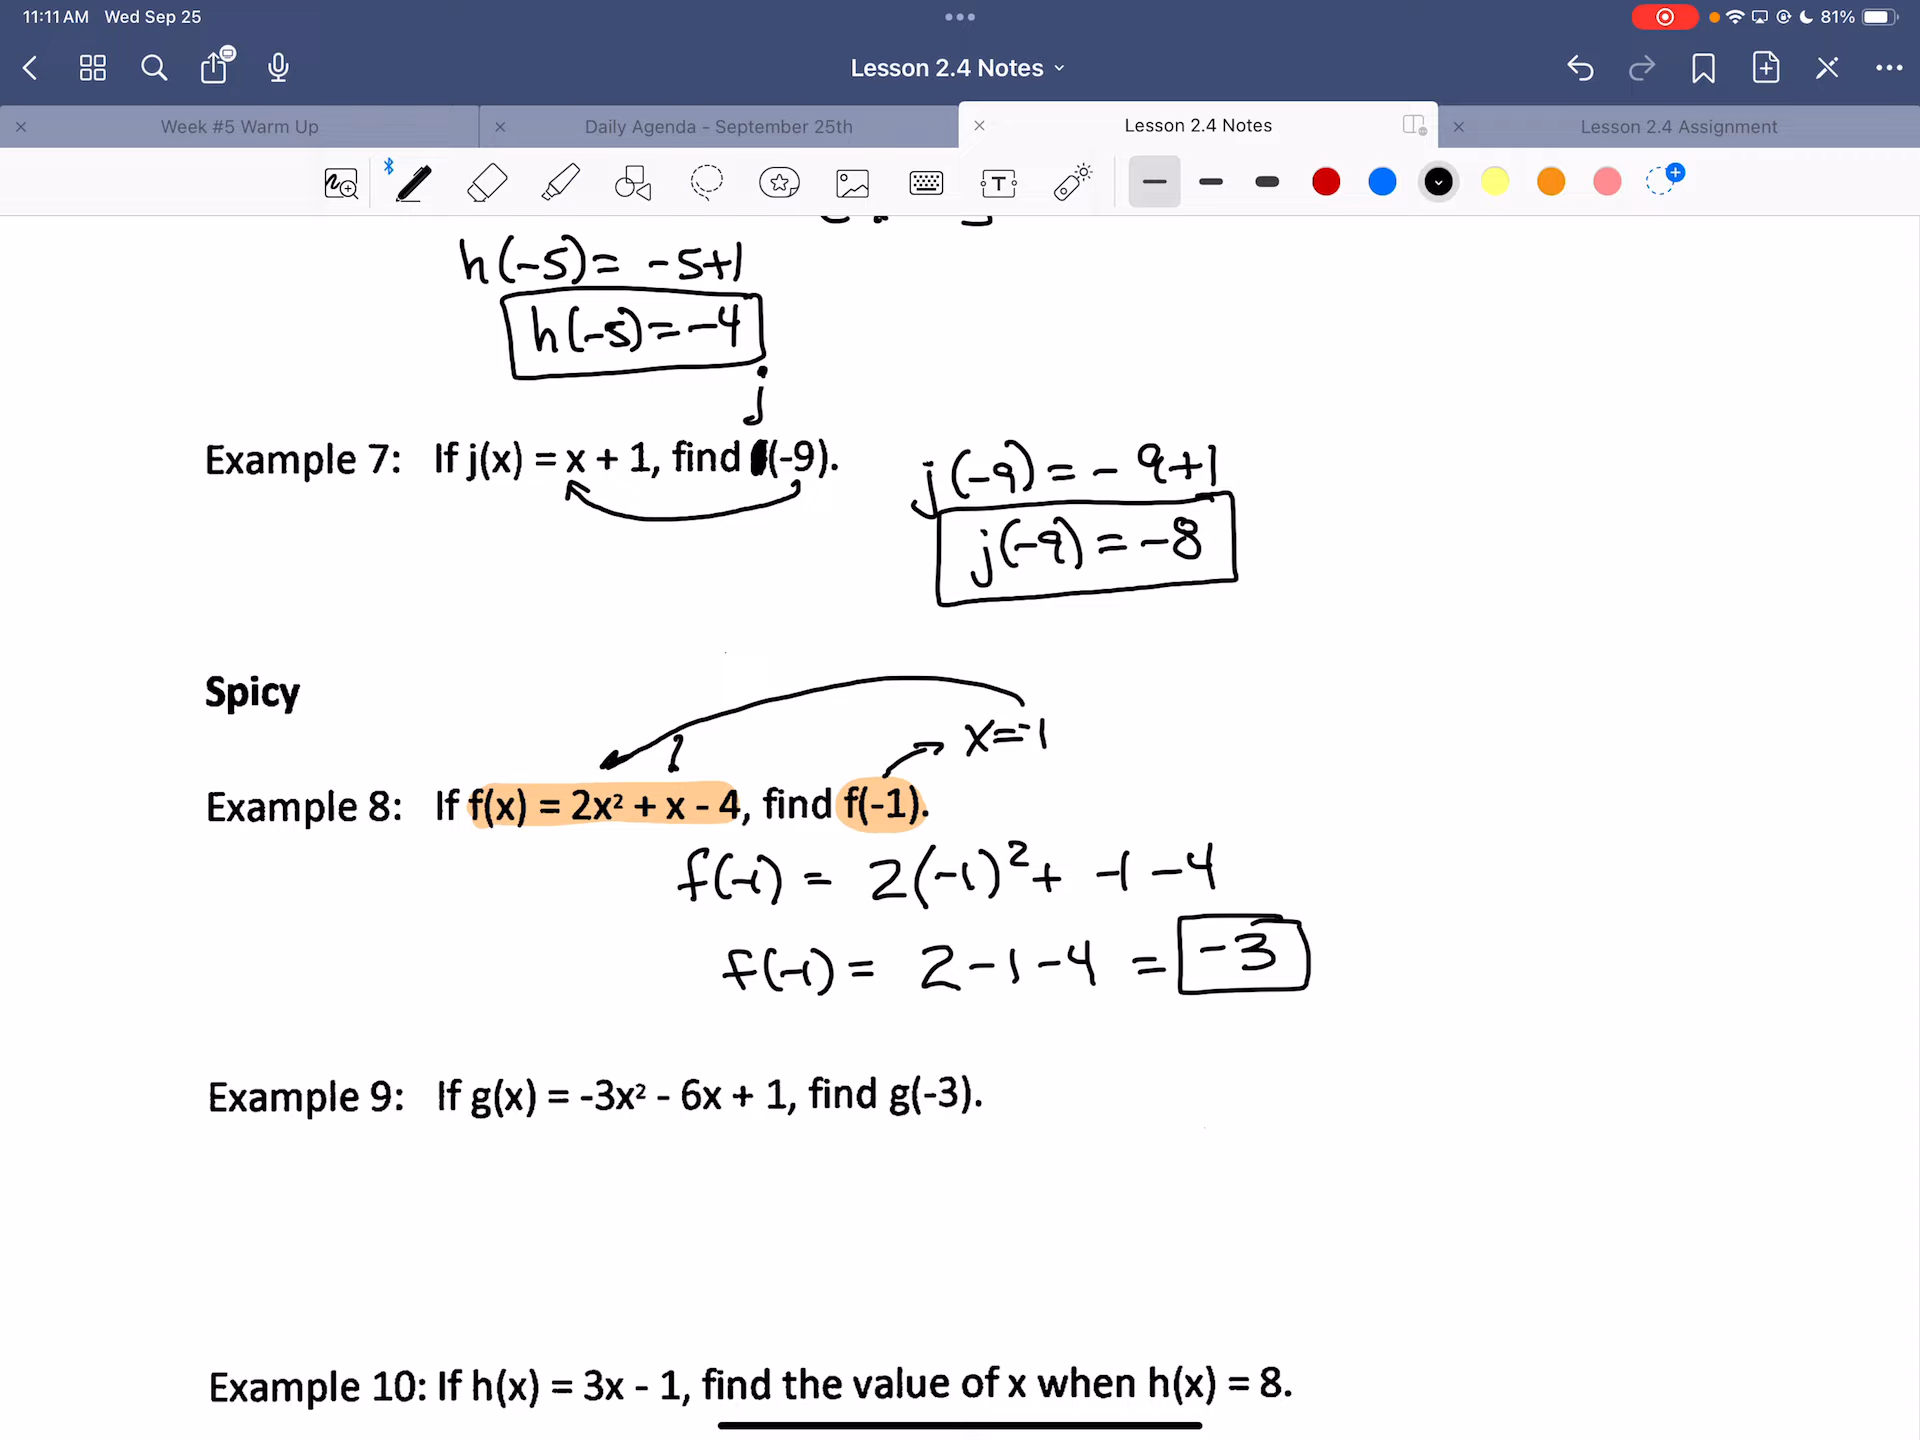 11:11 AM Wed Sep 25
81%
Lesson 2.4 Notes
Week #5 Warm Up
Daily Agenda - September 25th
Lesson 2.4 Notes
Lesson 2.4 Assignment
T
h(-5) = -5+1
h(-5) = -4
j
Example 7: If j(x) = x + 1, find (-9).
j(-9) = -9+1
j(-9) = -8
Spicy
x=-1
Example 8: If f(x) = 2x² + x - 4, find f(-1).
f(-1) = 2(-1)² + -1 -4
f(-1) = 2-1-4 = -3
Example 9: If g(x) = -3x² - 6x + 1, find g(-3).
Example 10: If h(x) = 3x - 1, find the value of x when h(x) = 8.